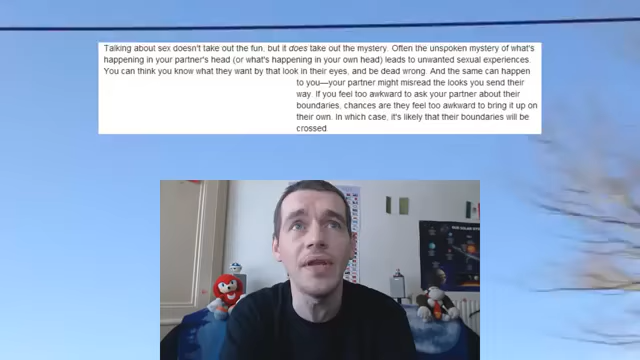 Talking about sex doesn't take out the fun, but it does take out the mystery. Often the unspoken mystery of what's
happening in your partner's head (or what's happening in your own head) leads to unwanted sexual experiences.
You can think you know what they want by that look in their eyes, and be dead wrong. And the same can happen
to you—your partner might misread the looks you send their
way. If you feel too awkward to ask your partner about their
boundaries, chances are they feel too awkward to bring it up on
their own. In which case, it's likely that their boundaries will be
crossed